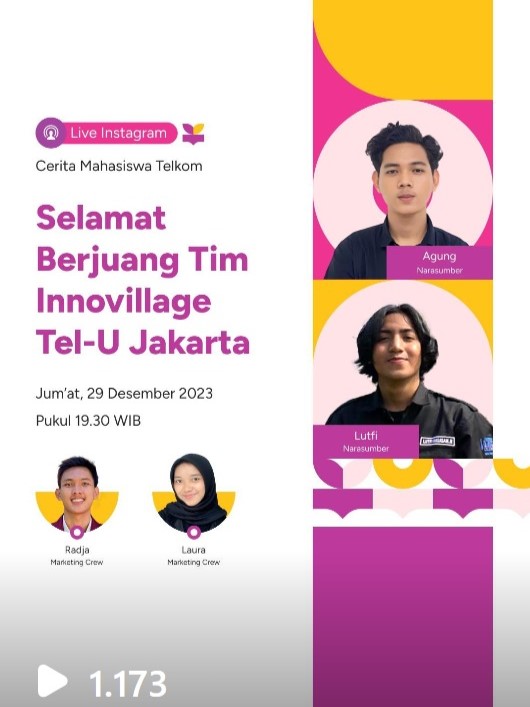 Live Instagram
Cerita Mahasiswa Telkom
Selamat
Berjuang Tim
Innovillage
Tel-U Jakarta
Jum'at, 29 Desember 2023
Pukul 19.30 WIB
Agung
Narasumber
Lutfi
Narasumber
Radja
Marketing Crew
Laura
Marketing Crew
1.173